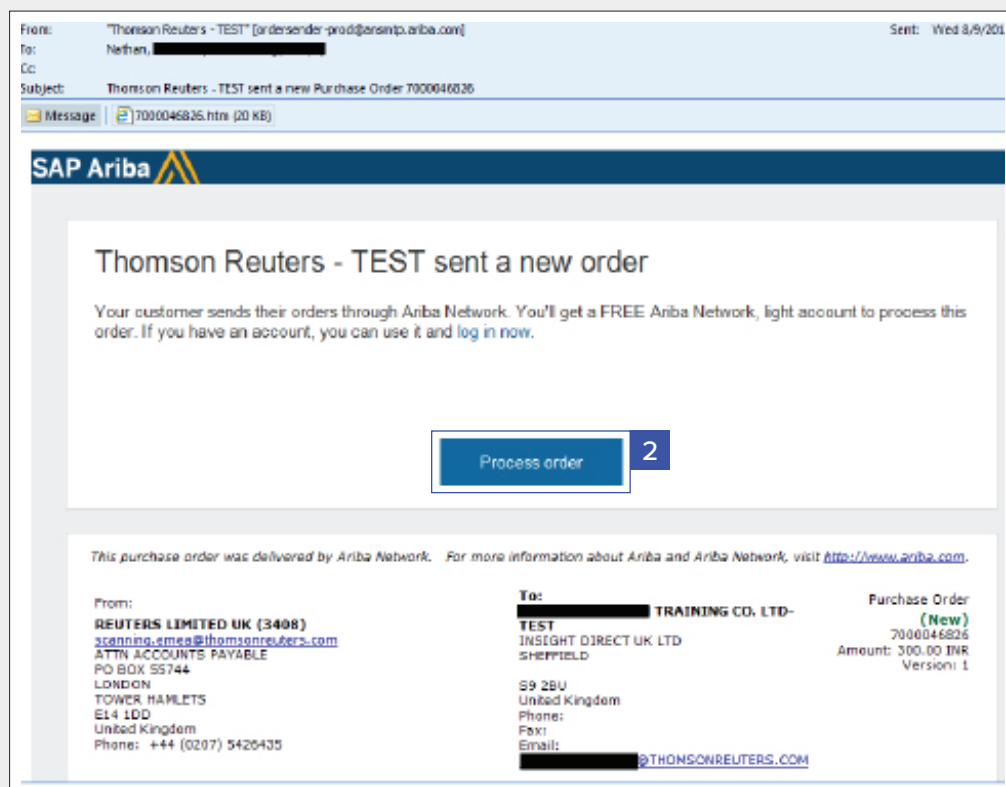 From: "Thomson Reuters - TEST" [ordersender-prod@ansmtp.ariba.com] Sent: Wed 8/9/201
To: Nathan,
Cc:
Subject: Thomson Reuters - TEST sent a new Purchase Order 7000046826
Message 7000046826.htm (20 KB)
SAP Ariba
Thomson Reuters - TEST sent a new order
Your customer sends their orders through Ariba Network. You'll get a FREE Ariba Network, light account to process this
order. If you have an account, you can use it and log in now.
Process order 2
This purchase order was delivered by Ariba Network. For more information about Ariba and Ariba Network, visit http://www.ariba.com.
From:
REUTERS LIMITED UK (3408)
scanning.emea@thomsonreuters.com
ATTN ACCOUNTS PAYABLE
PO BOX 55744
LONDON
TOWER HAMLETS
E14 1DD
United Kingdom
Phone: +44 (0207) 5426435
To:
TRAINING CO. LTD-
TEST
INSIGHT DIRECT UK LTD
SHEFFIELD
S9 2BU
United Kingdom
Phone:
Fax:
Email:
@THOMSONREUTERS.COM
Purchase Order
(New)
7000046826
Amount: 300.00 INR
Version: 1